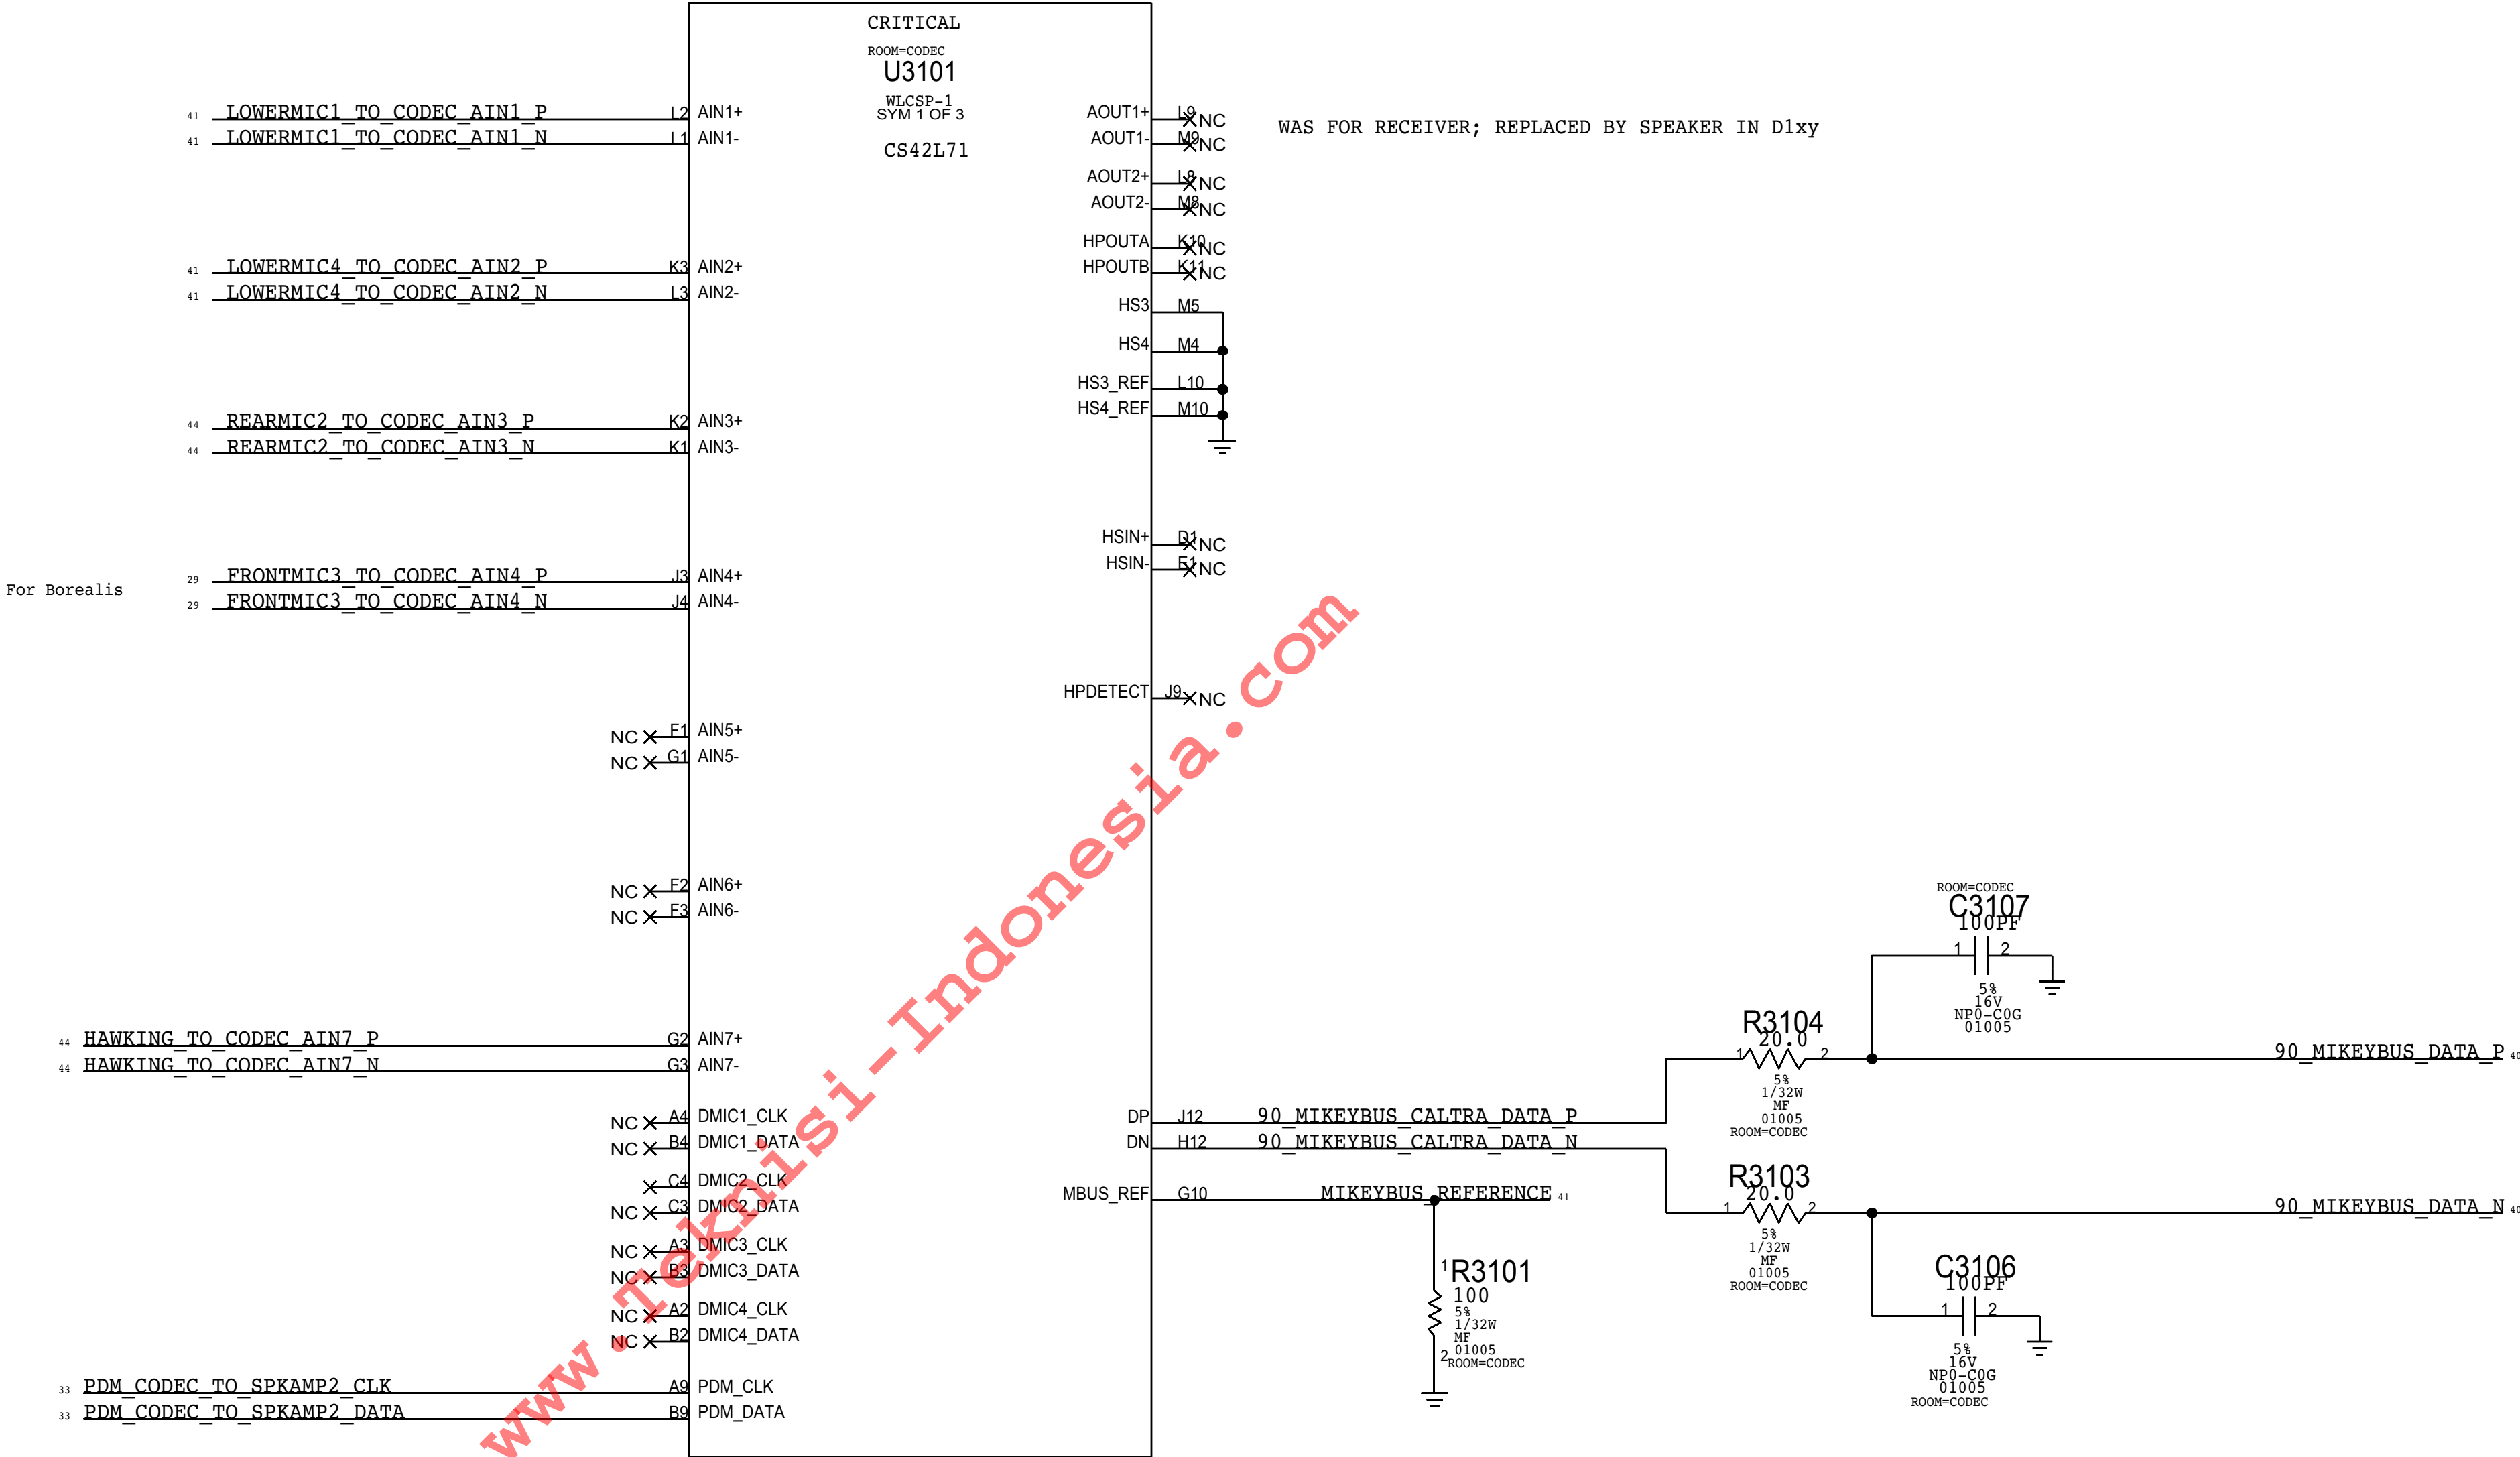 CRITICAL
ROOM=CODEC
U3101
WLCSP-1
SYM 1 OF 3
CS42L71
41 LOWERMIC1_TO_CODEC_AIN1_P L2 AIN1+
41 LOWERMIC1_TO_CODEC_AIN1_N L1 AIN1-
41 LOWERMIC4_TO_CODEC_AIN2_P K3 AIN2+
41 LOWERMIC4_TO_CODEC_AIN2_N L3 AIN2-
44 REARMIC2_TO_CODEC_AIN3_P K2 AIN3+
44 REARMIC2_TO_CODEC_AIN3_N K1 AIN3-
For Borealis
29 FRONTMIC3_TO_CODEC_AIN4_P J3 AIN4+
29 FRONTMIC3_TO_CODEC_AIN4_N J4 AIN4-
NC F1 AIN5+
NC G1 AIN5-
NC F2 AIN6+
NC F3 AIN6-
44 HAWKING_TO_CODEC_AIN7_P G2 AIN7+
44 HAWKING_TO_CODEC_AIN7_N G3 AIN7-
NC A4 DMIC1_CLK
NC B4 DMIC1_DATA
C4 DMIC2_CLK
NC C3 DMIC2_DATA
NC A3 DMIC3_CLK
NC B3 DMIC3_DATA
NC A2 DMIC4_CLK
NC B2 DMIC4_DATA
33 PDM_CODEC_TO_SPKAMP2_CLK A9 PDM_CLK
33 PDM_CODEC_TO_SPKAMP2_DATA B9 PDM_DATA
AOUT1+ L9 NC
AOUT1- M9 NC
WAS FOR RECEIVER; REPLACED BY SPEAKER IN D1xy
AOUT2+ L8 NC
AOUT2- M8 NC
HPOUTA K10 NC
HPOUTB K11 NC
HS3 M5
HS4 M4
HS3_REF L10
HS4_REF M10
HSIN+ D1 NC
HSIN- E1 NC
HPDETECT J9 NC
DP J12 90_MIKEYBUS_CALTRA_DATA_P
DN H12 90_MIKEYBUS_CALTRA_DATA_N
MBUS_REF G10 MIKEYBUS_REFERENCE 41
1 R3101
100
5%
1/32W
MF
01005
2 ROOM=CODEC
ROOM=CODEC
C3107
100PF
1 2
5%
16V
NP0-C0G
01005
R3104
20.0
1 2
5%
1/32W
MF
01005
ROOM=CODEC
90_MIKEYBUS_DATA_P 40
R3103
20.0
1 2
5%
1/32W
MF
01005
ROOM=CODEC
90_MIKEYBUS_DATA_N 40
C3106
100PF
1 2
5%
16V
NP0-C0G
01005
ROOM=CODEC
www.Teknisi-Indonesia.com